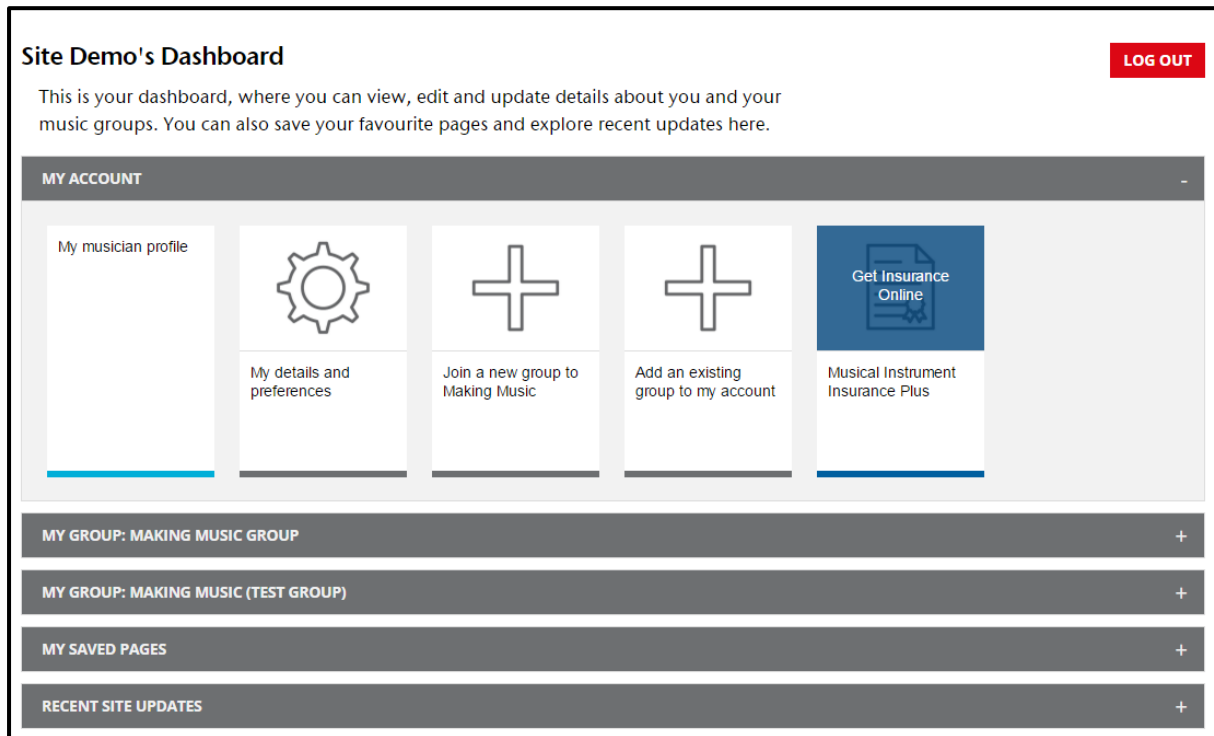 Site Demo's Dashboard
LOG OUT
This is your dashboard, where you can view, edit and update details about you and your
music groups. You can also save your favourite pages and explore recent updates here.
MY ACCOUNT
-
My musician profile
My details and
preferences
Join a new group to
Making Music
Add an existing
group to my account
Get Insurance
Online
Musical Instrument
Insurance Plus
MY GROUP: MAKING MUSIC GROUP
+
MY GROUP: MAKING MUSIC (TEST GROUP)
+
MY SAVED PAGES
+
RECENT SITE UPDATES
+